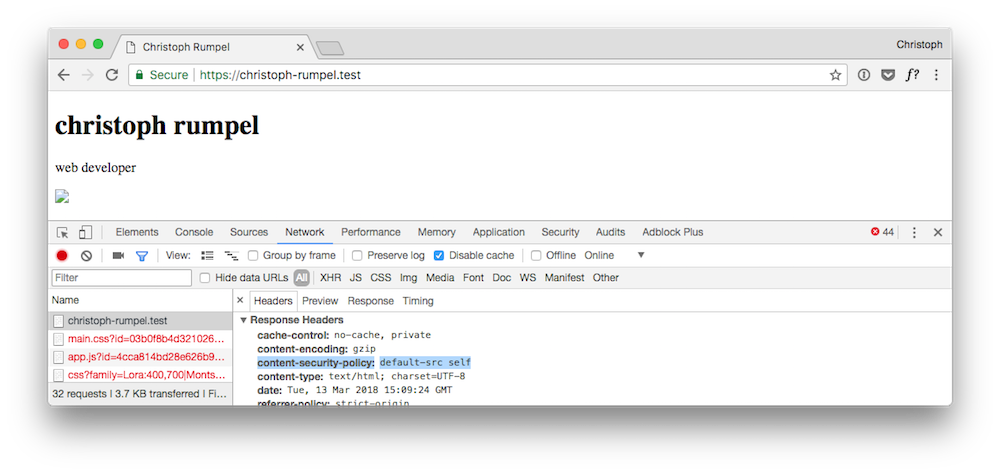 Christoph Rumpel
Christoph
Secure | https://christoph-rumpel.test
f?
christoph rumpel
web developer
Elements Console Sources Network Performance Memory Application Security Audits Adblock Plus 44
View: Group by frame Preserve log Disable cache Offline Online
Filter Hide data URLs All XHR JS CSS Img Media Font Doc WS Manifest Other
Name Headers Preview Response Timing
christoph-rumpel.test
main.css?id=03b0f8b4d321026…
app.js?id=4cca814bd28e626b9…
css?family=Lora:400,700|Monts…
32 requests | 3.7 KB transferred | Fi…
Response Headers
cache-control: no-cache, private
content-encoding: gzip
content-security-policy: default-src self
content-type: text/html; charset=UTF-8
date: Tue, 13 Mar 2018 15:09:24 GMT
referrer-policy: strict-origin